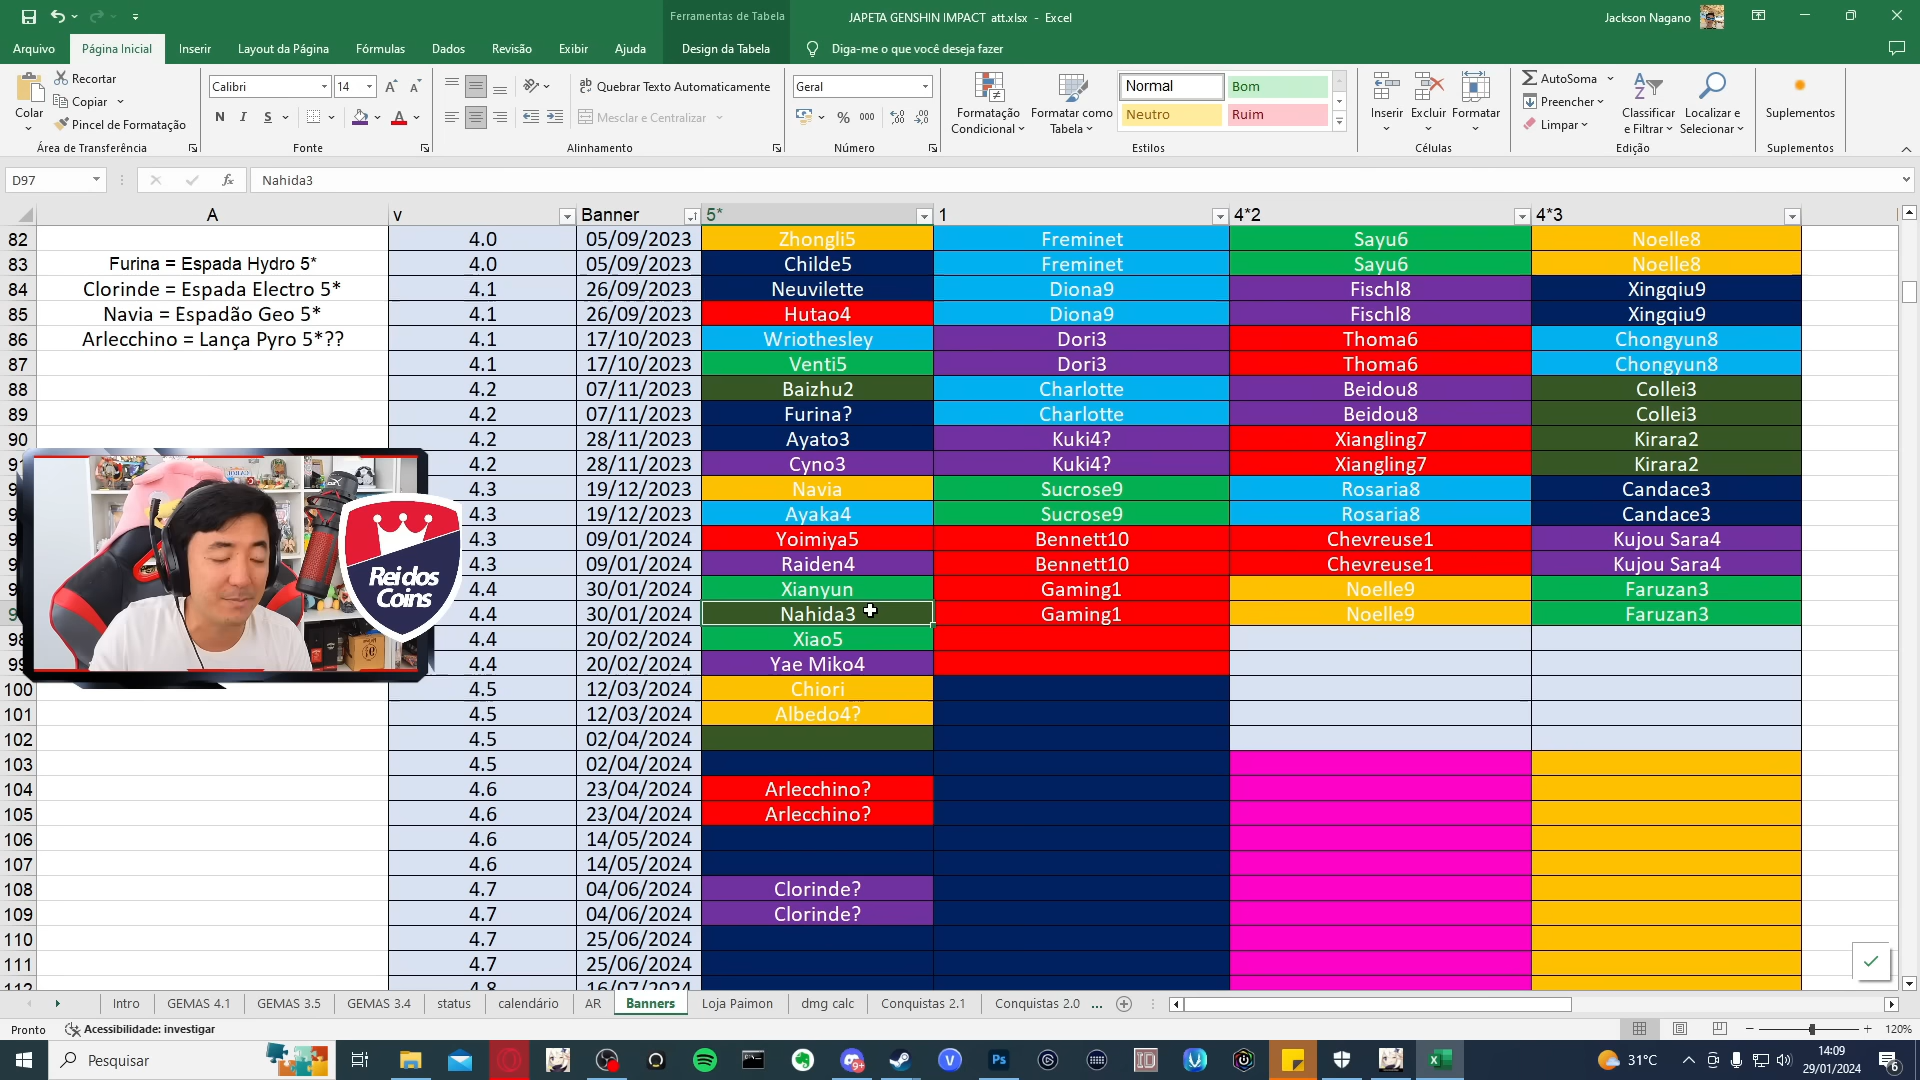 Ferramentas de Tabela
JAPETA GENSHIN IMPACT att.xlsx - Excel
Jackson Nagano
Arquivo
Página Inicial
Inserir
Layout da Página
Fórmulas
Dados
Revisão
Exibir
Ajuda
Design da Tabela
Diga-me o que você deseja fazer
Colar
Recortar
Copiar
Pincel de Formatação
Área de Transferência
Calibri
14
N I S
Fonte
Quebrar Texto Automaticamente
Mesclar e Centralizar
Alinhamento
Geral
% 000
Número
Formatação Condicional
Formatar como Tabela
Normal
Bom
Neutro
Ruim
Estilos
Inserir
Excluir
Formatar
Células
AutoSoma
Preencher
Limpar
Classificar e Filtrar
Localizar e Selecionar
Edição
Suplementos
Suplementos
D97
fx
Nahida3
A v Banner 5* 1 4*2 4*3
82 4.0 05/09/2023 Zhongli5 Freminet Sayu6 Noelle8
83 Furina = Espada Hydro 5* 4.0 05/09/2023 Childe5 Freminet Sayu6 Noelle8
84 Clorinde = Espada Electro 5* 4.1 26/09/2023 Neuvilette Diona9 Fischl8 Xingqiu9
85 Navia = Espadão Geo 5* 4.1 26/09/2023 Hutao4 Diona9 Fischl8 Xingqiu9
86 Arlecchino = Lança Pyro 5*?? 4.1 17/10/2023 Wriothesley Dori3 Thoma6 Chongyun8
87 4.1 17/10/2023 Venti5 Dori3 Thoma6 Chongyun8
88 4.2 07/11/2023 Baizhu2 Charlotte Beidou8 Collei3
89 4.2 07/11/2023 Furina? Charlotte Beidou8 Collei3
90 4.2 28/11/2023 Ayato3 Kuki4? Xiangling7 Kirara2
4.2 28/11/2023 Cyno3 Kuki4? Xiangling7 Kirara2
4.3 19/12/2023 Navia Sucrose9 Rosaria8 Candace3
4.3 19/12/2023 Ayaka4 Sucrose9 Rosaria8 Candace3
4.3 09/01/2024 Yoimiya5 Bennett10 Chevreuse1 Kujou Sara4
4.3 09/01/2024 Raiden4 Bennett10 Chevreuse1 Kujou Sara4
4.4 30/01/2024 Xianyun Gaming1 Noelle9 Faruzan3
4.4 30/01/2024 Nahida3 Gaming1 Noelle9 Faruzan3
4.4 20/02/2024 Xiao5
4.4 20/02/2024 Yae Miko4
100 4.5 12/03/2024 Chiori
101 4.5 12/03/2024 Albedo4?
102 4.5 02/04/2024
103 4.5 02/04/2024
104 4.6 23/04/2024 Arlecchino?
105 4.6 23/04/2024 Arlecchino?
106 4.6 14/05/2024
107 4.6 14/05/2024
108 4.7 04/06/2024 Clorinde?
109 4.7 04/06/2024 Clorinde?
110 4.7 25/06/2024
111 4.7 25/06/2024
112 4.8 16/07/2024
Rei dos
Coins
Intro
GEMAS 4.1
GEMAS 3.5
GEMAS 3.4
status
calendário
AR
Banners
Loja Paimon
dmg calc
Conquistas 2.1
Conquistas 2.0
...
Pronto
Acessibilidade: investigar
120%
Pesquisar
31°C
14:09
29/01/2024
6